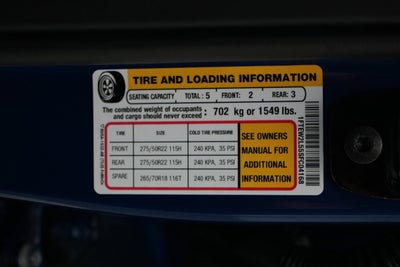 TIRE AND LOADING INFORMATION
SEATING CAPACITY TOTAL : 5 FRONT: 2 REAR: 3
The combined weight of occupants
and cargo should never exceed : 702 kg or 1549 lbs.
TIRE SIZE COLD TIRE PRESSURE
FRONT 275/50R22 115H 240 KPA, 35 PSI
REAR 275/50R22 115H 240 KPA, 35 PSI
SPARE 265/70R18 116T 240 KPA, 35 PSI
SEE OWNERS
MANUAL FOR
ADDITIONAL
INFORMATION